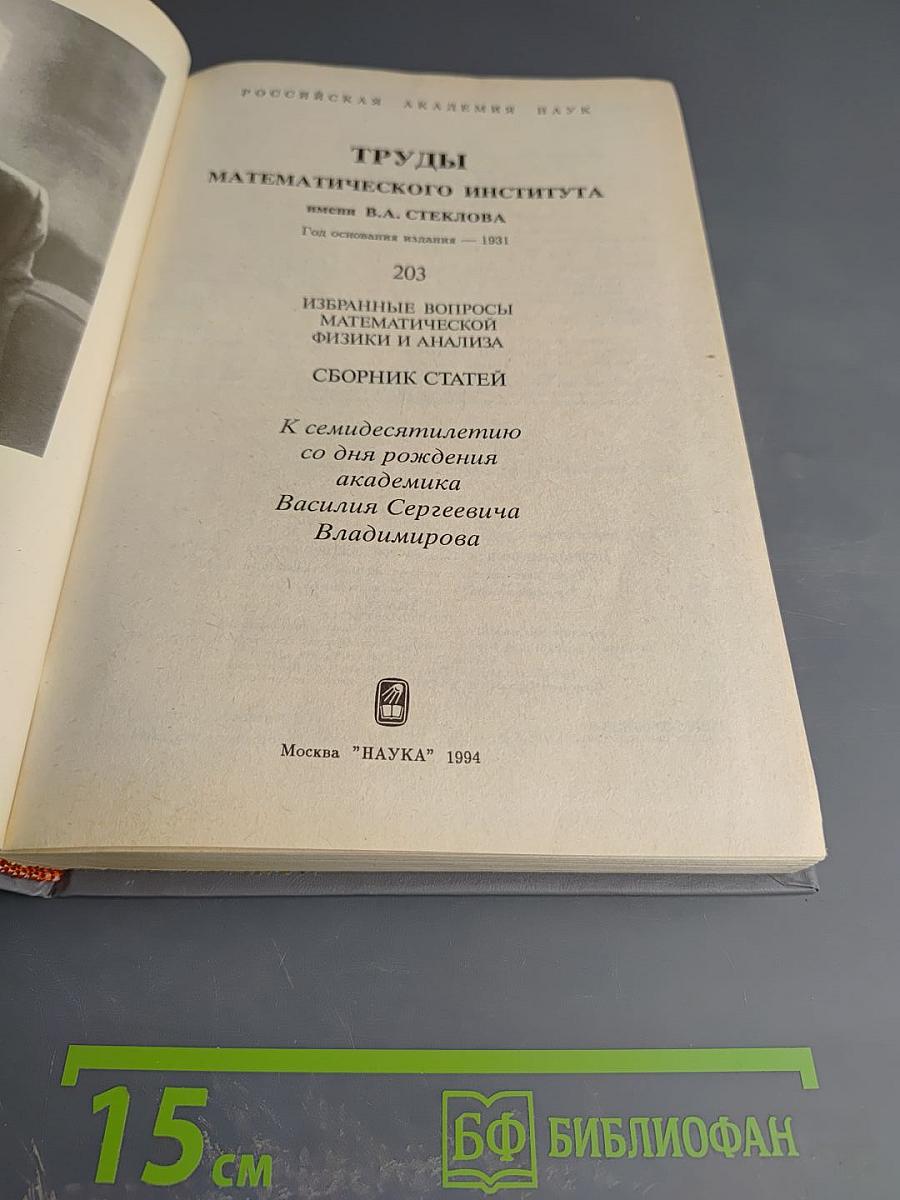 РОССИЙСКАЯ АКАДЕМИЯ НАУК
ТРУДЫ
МАТЕМАТИЧЕСКОГО ИНСТИТУТА
имени В.А. СТЕКЛОВА
Год основания издания — 1931
203
ИЗБРАННЫЕ ВОПРОСЫ
МАТЕМАТИЧЕСКОЙ
ФИЗИКИ И АНАЛИЗА
СБОРНИК СТАТЕЙ
К семидесятилетию
со дня рождения
академика
Василия Сергеевича
Владимирова
Москва "НАУКА" 1994
15 см
БФ БИБЛИОФАН